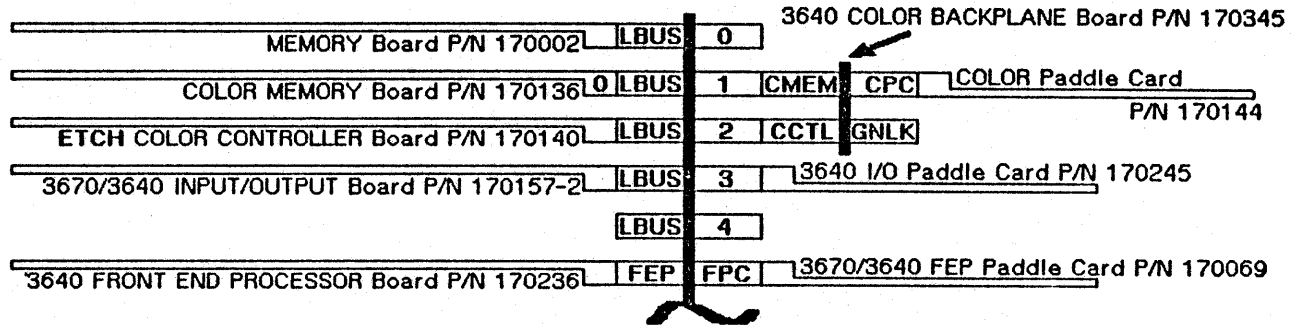 3640 COLOR BACKPLANE Board P/N 170345
MEMORY Board P/N 170002 LBUS 0
COLOR MEMORY Board P/N 170136 0 LBUS 1 CMEM CPC COLOR Paddle Card
P/N 170144
ETCH COLOR CONTROLLER Board P/N 170140 LBUS 2 CCTL GNLK
3670/3640 INPUT/OUTPUT Board P/N 170157-2 LBUS 3 3640 I/O Paddle Card P/N 170245
LBUS 4
3640 FRONT END PROCESSOR Board P/N 170236 FEP FPC 3670/3640 FEP Paddle Card P/N 170069